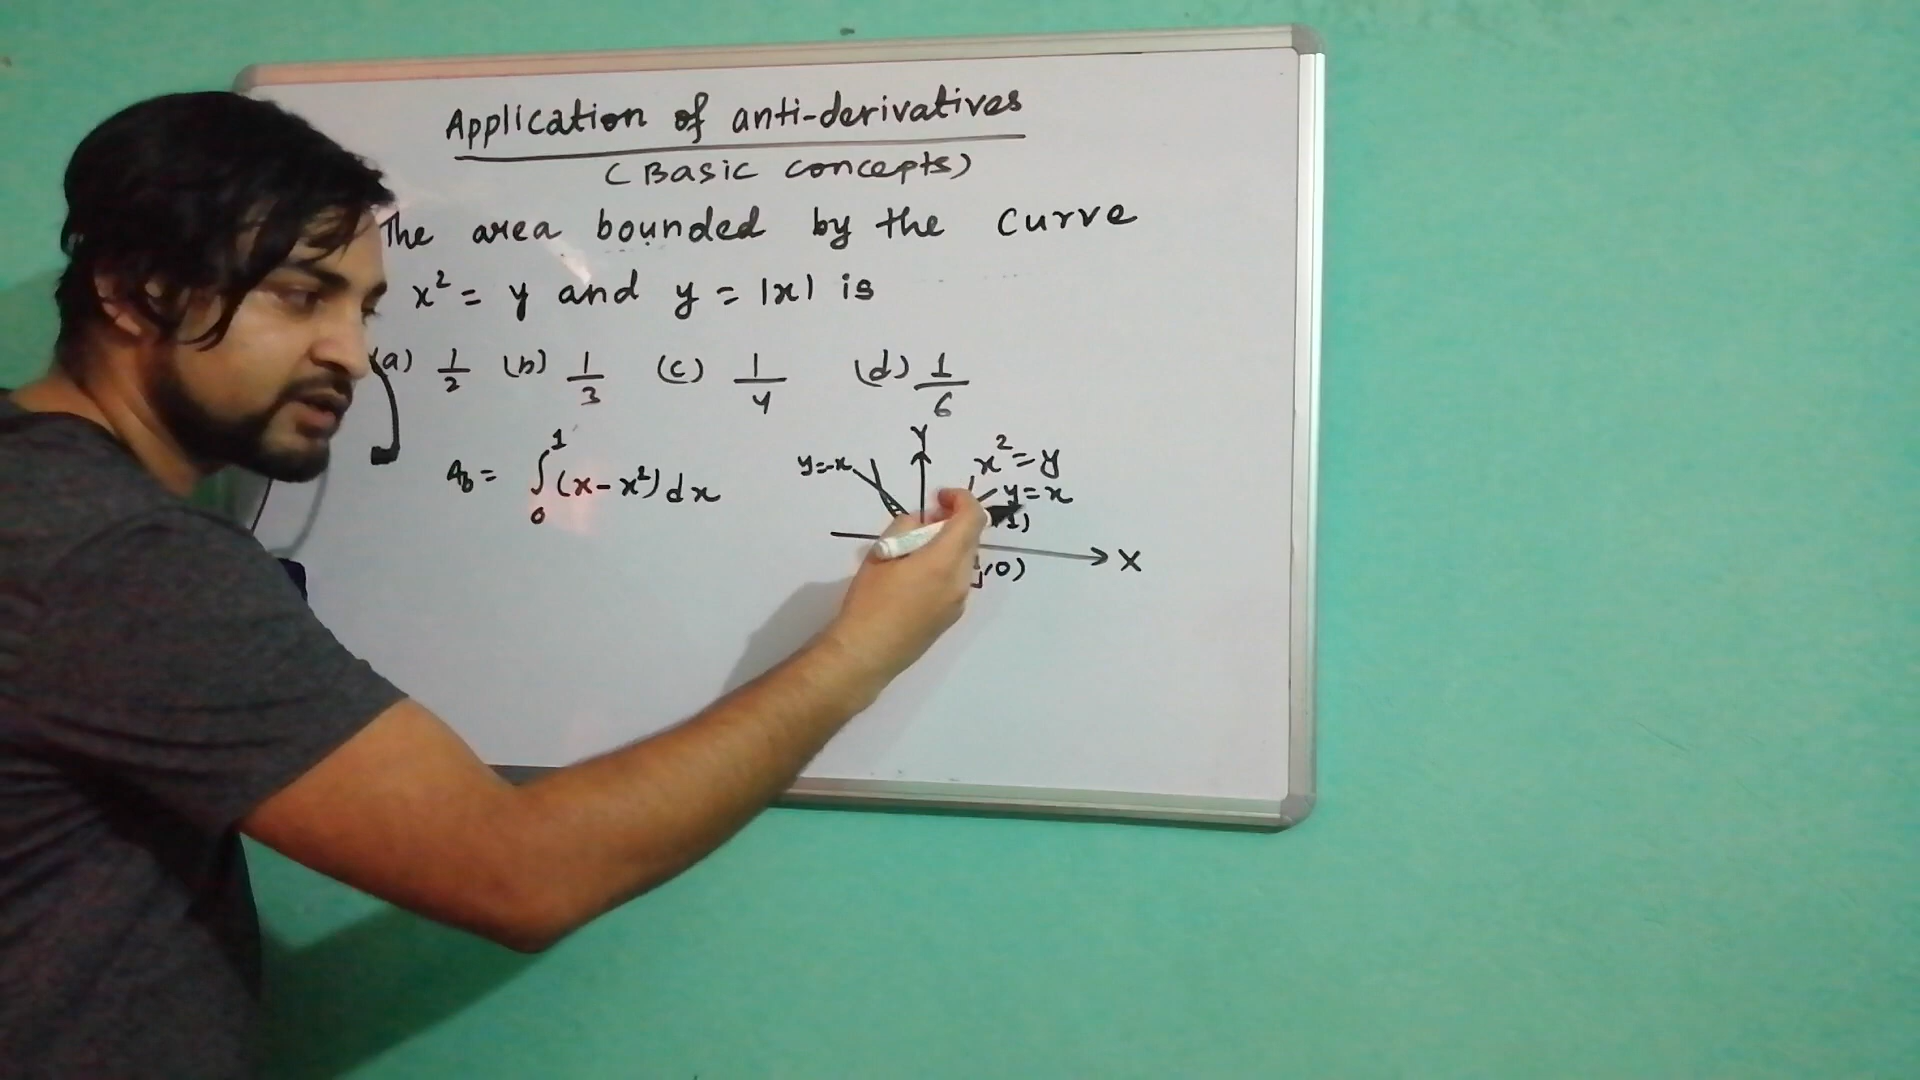 Application of anti-derivatives
(Basic concepts)
The area bounded by the curve
x² = y and y = |x| is
(a) 1/2 (b) 1/3 (c) 1/4 (d) 1/6
= ∫₀¹ (x - x²) dx
Y
y=-x
x² = y
y = x
1)
,0)
X